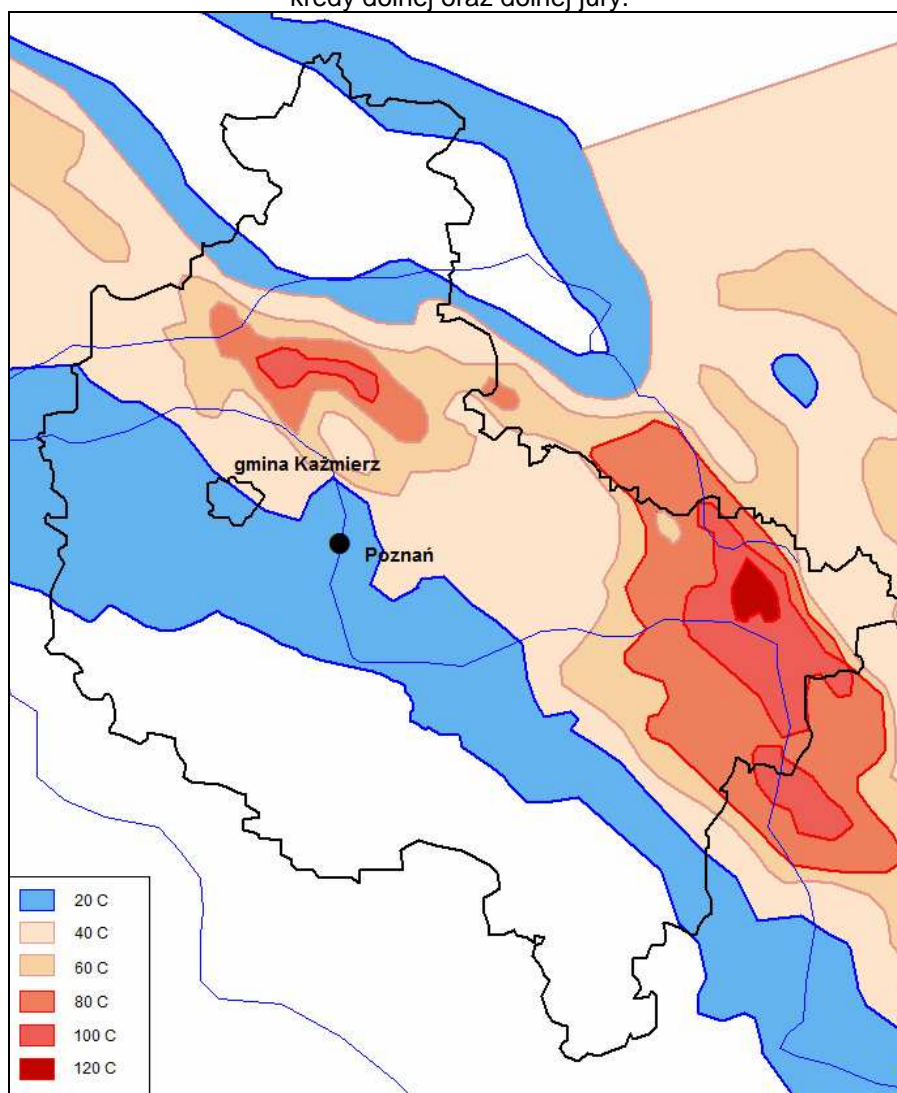 kredy dolnej oraz dolnej jury.
gmina Kaźmierz
Poznań
20 C
40 C
60 C
80 C
100 C
120 C